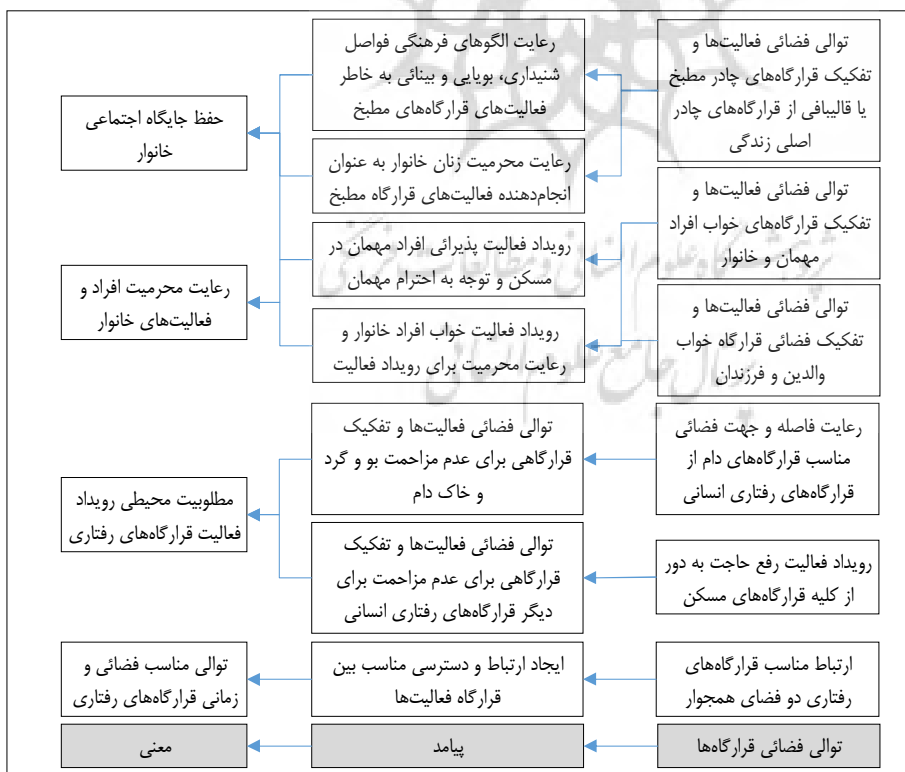 توالی فضائی فعالیت‌ها و
تفکیک قرارگاه‌های چادر مطبخ
یا قالیبافی از قرارگاه‌های چادر
اصلی زندگی
توالی فضائی فعالیت‌ها و
تفکیک قرارگاه‌های خواب افراد
مهمان و خانوار
توالی فضائی فعالیت‌ها و
تفکیک فضائی قرارگاه خواب
والدین و فرزندان
رعایت فاصله و جهت فضائی
مناسب قرارگاه‌های دام از
قرارگاه‌های رفتاری انسانی
رویداد فعالیت رفع حاجت به دور
از کلیه قرارگاه‌های مسکن
ارتباط مناسب قرارگاه‌های
رفتاری دو فضای همجوار
توالی فضائی قرارگاه‌ها
رعایت الگوهای فرهنگی فواصل
شنیداری، بویایی و بینائی به خاطر
فعالیت‌های قرارگاه‌های مطبخ
رعایت محرمیت زنان خانوار به عنوان
انجام‌دهنده فعالیت‌های قرارگاه مطبخ
رویداد فعالیت پذیرائی افراد مهمان در
مسکن و توجه به احترام مهمان
رویداد فعالیت خواب افراد خانوار و
رعایت محرمیت برای رویداد فعالیت
توالی فضائی فعالیت‌ها و تفکیک
قرارگاهی برای عدم مزاحمت بو و گرد
و خاک دام
توالی فضائی فعالیت‌ها و تفکیک
قرارگاهی برای عدم مزاحمت برای
دیگر قرارگاه‌های رفتاری انسانی
ایجاد ارتباط و دسترسی مناسب بین
قرارگاه فعالیت‌ها
پیامد
حفظ جایگاه اجتماعی
خانوار
رعایت محرمیت افراد و
فعالیت‌های خانوار
مطلوبیت محیطی رویداد
فعالیت قرارگاه‌های رفتاری
توالی مناسب فضائی و
زمانی قرارگاه‌های رفتاری
معنی
پژوهشگاه علوم انسانی و مطالعات فرهنگی
پرتال جامع علوم انسانی